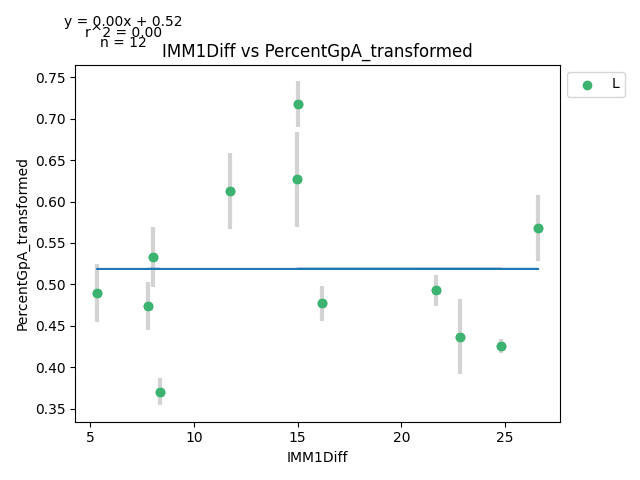 y = 0.00x + 0.52
r^2 = 0.00
n = 12
IMM1Diff vs PercentGpA_transformed
L
0.75
0.70
0.65
0.60
0.55
0.50
0.45
0.40
0.35
PercentGpA_transformed
5
10
15
20
25
IMM1Diff